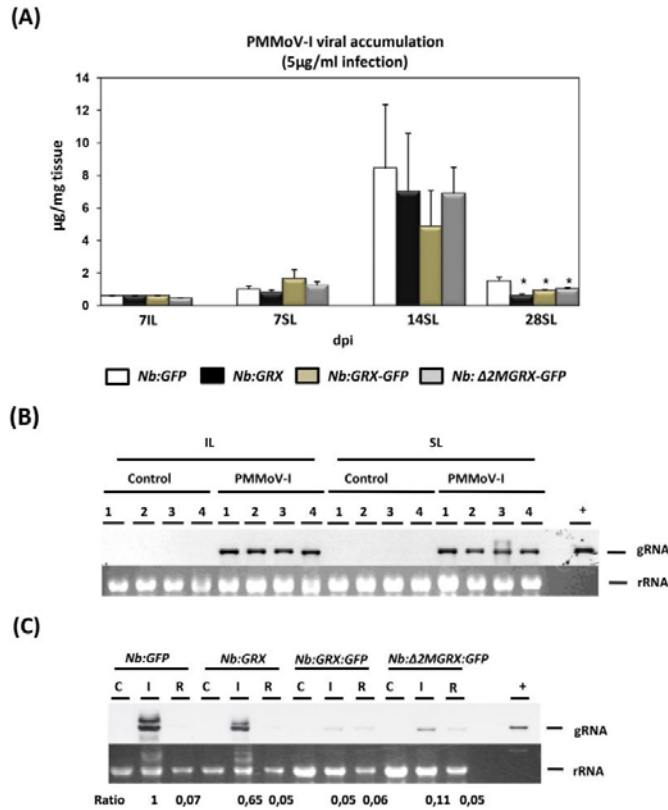 (A)
PMMoV-I viral accumulation
(5µg/ml infection)
14
12
10
8
6
4
2
0
µg/mg tissue
* * *
7IL 7SL 14SL 28SL
dpi
Nb:GFP Nb:GRX Nb:GRX-GFP Nb: Δ2MGRX-GFP
(B)
IL SL
Control PMMoV-I Control PMMoV-I
1 2 3 4 1 2 3 4 1 2 3 4 1 2 3 4 +
gRNA
rRNA
(C)
Nb:GFP Nb:GRX Nb:GRX:GFP Nb:Δ2MGRX:GFP
C I R C I R C I R C I R +
gRNA
rRNA
Ratio 1 0,07 0,65 0,05 0,05 0,06 0,11 0,05